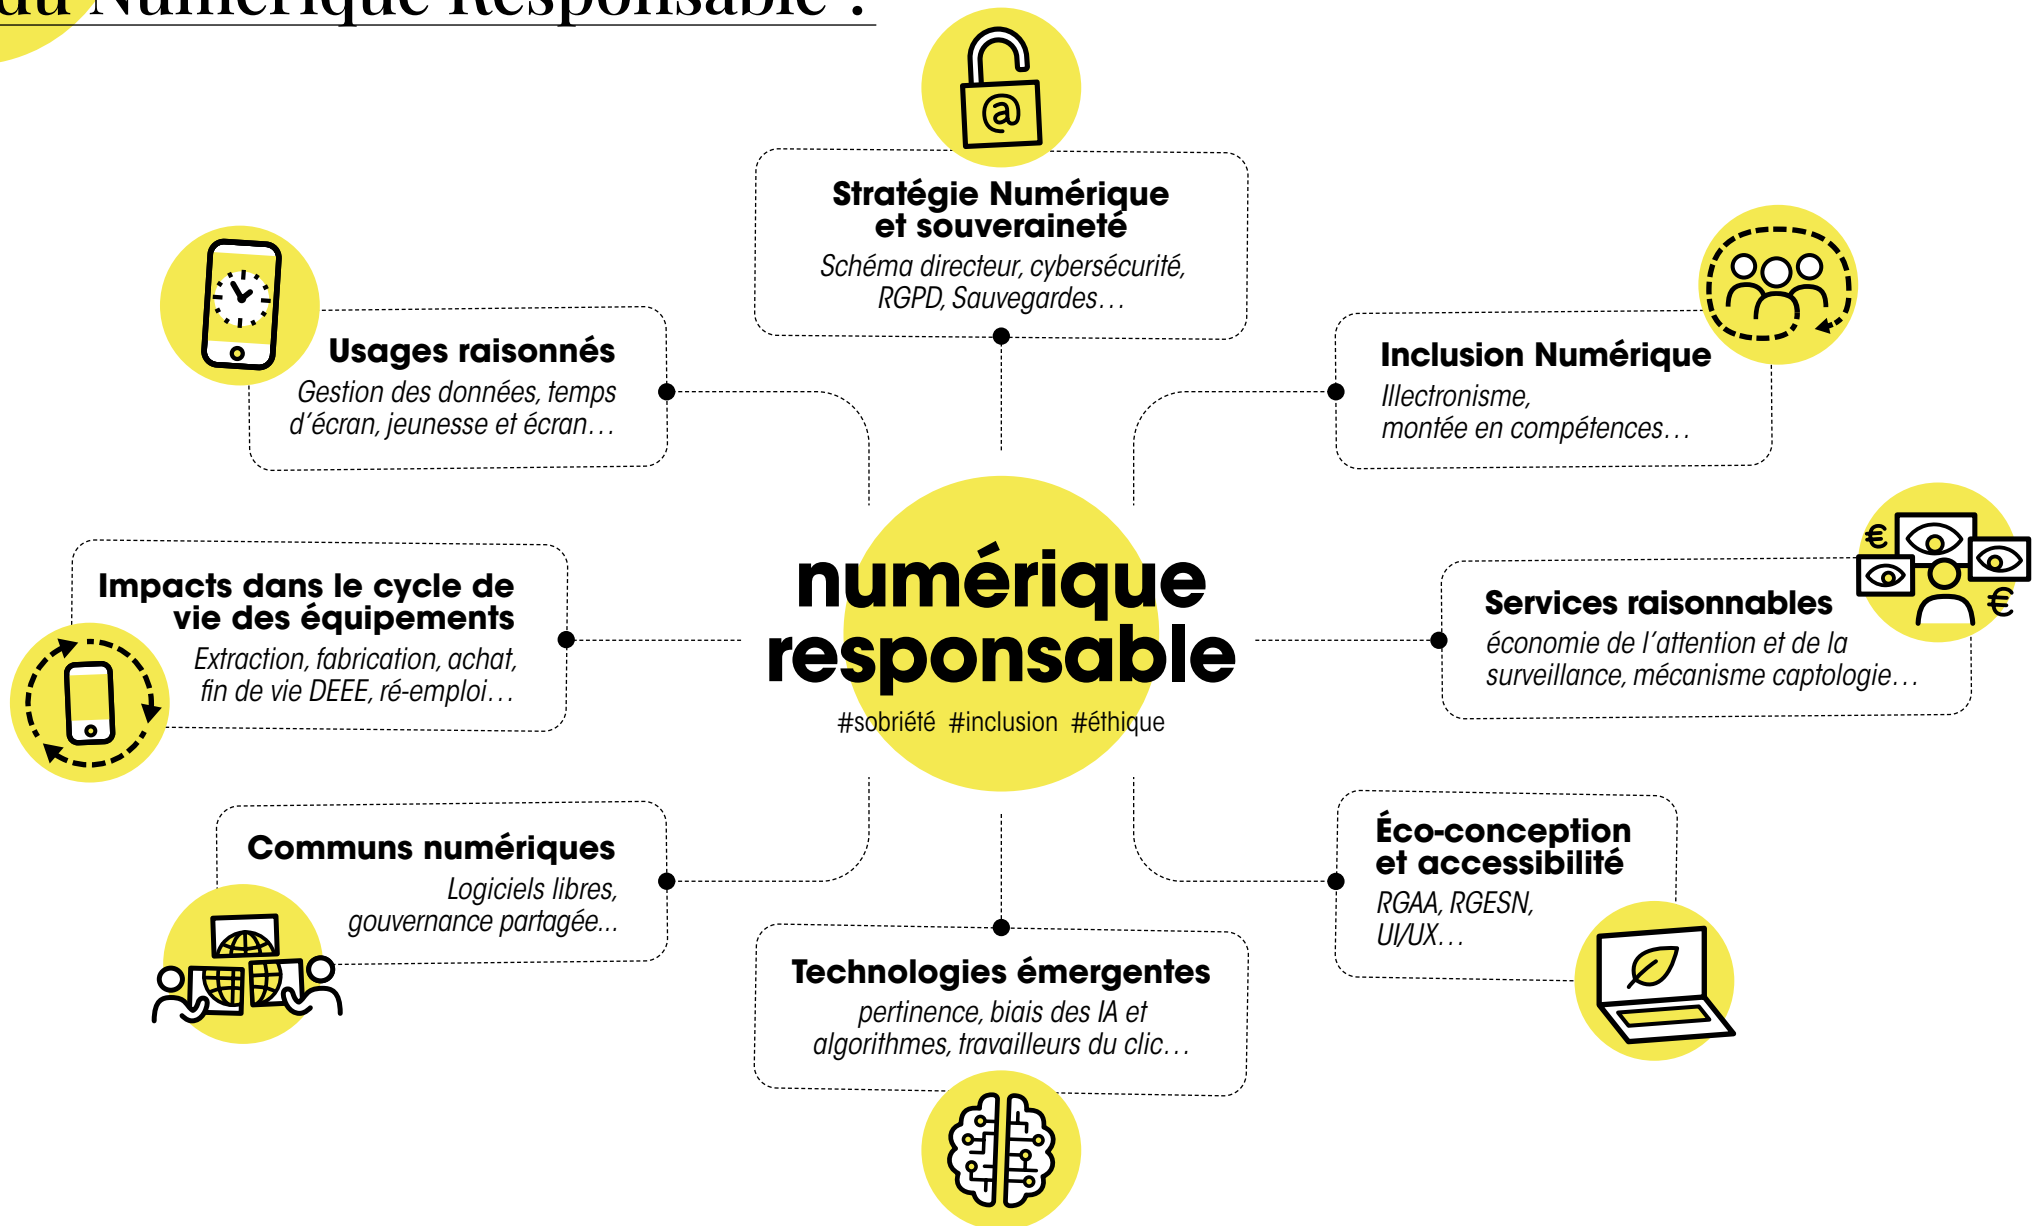 du Numérique Responsable :
@
Stratégie Numérique
et souveraineté
Schéma directeur, cybersécurité,
RGPD, Sauvegardes...
Usages raisonnés
Gestion des données, temps
d'écran, jeunesse et écran...
Inclusion Numérique
Illectronisme,
montée en compétences...
Impacts dans le cycle de
vie des équipements
Extraction, fabrication, achat,
fin de vie DEEE, ré-emploi...
numérique
responsable
#sobriété #inclusion #éthique
€
€
Services raisonnables
économie de l'attention et de la
surveillance, mécanisme captologie...
Communs numériques
Logiciels libres,
gouvernance partagée...
Éco-conception
et accessibilité
RGAA, RGESN,
UI/UX...
Technologies émergentes
pertinence, biais des IA et
algorithmes, travailleurs du clic...